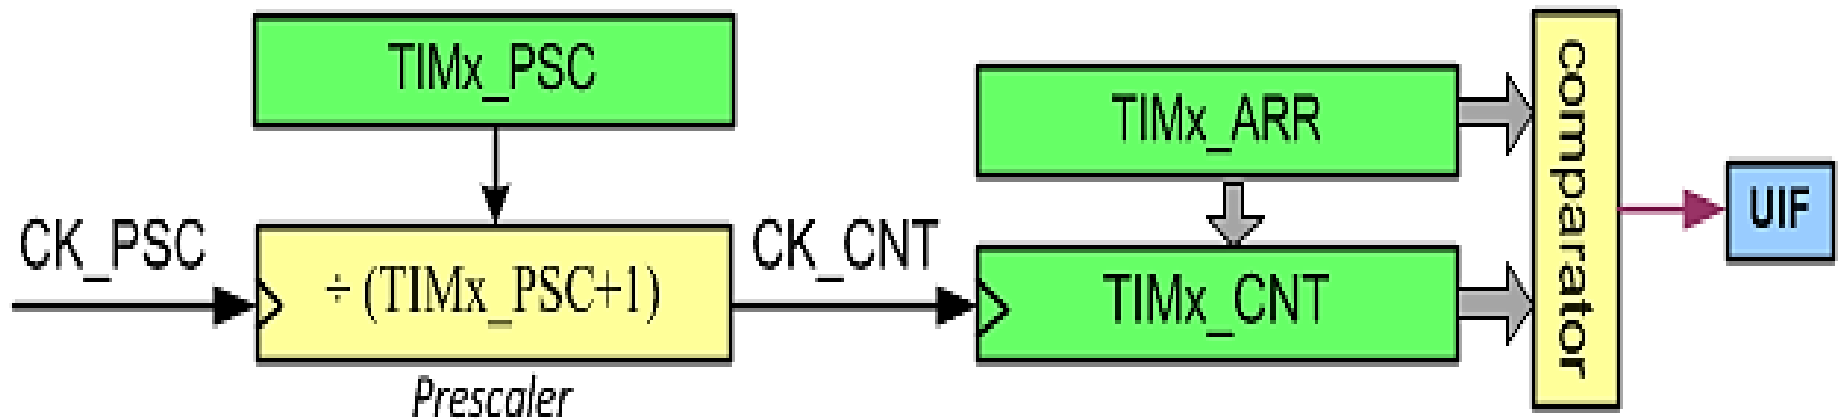 TIMx_PSC
TIMx_ARR
comparator
CK_PSC
÷ (TIMx_PSC+1)
CK_CNT
TIMx_CNT
UIF
Prescaler